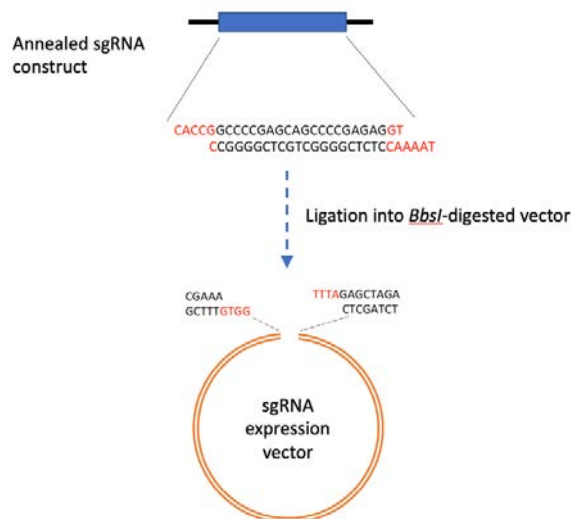 Annealed sgRNA
construct
CACCGGCCCCGAGCAGCCCCGAGAGGT
CCGGGGCTCGTCGGGGCTCTCCAAAAT
Ligation into BbsI-digested vector
CGAAA
GCTTTGTGG
TTTAGAGCTAGA
CTCGATCT
sgRNA
expression
vector